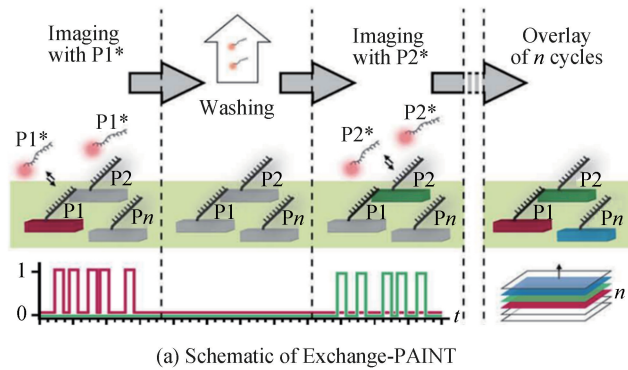 Imaging
with P1*
Washing
Imaging
with P2*
Overlay
of n cycles
P1*
P1*
P2
P1
Pn
P2
P1
Pn
P2*
P2*
P2
P1
Pn
P2
P1
Pn
1
0
t
n
(a) Schematic of Exchange-PAINT